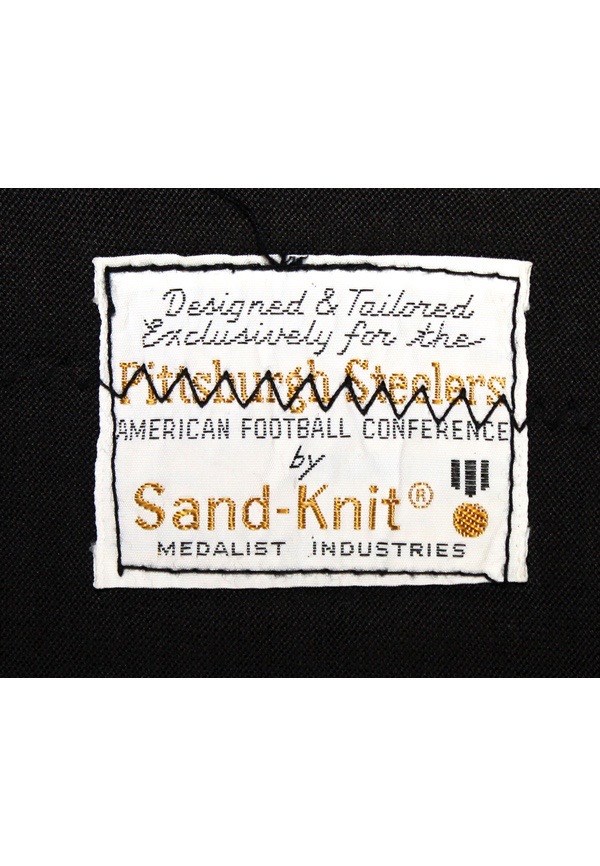 Designed & Tailored
Exclusively for the
Pittsburgh Steelers
AMERICAN FOOTBALL CONFERENCE
by
Sand-Knit®
MEDALIST INDUSTRIES